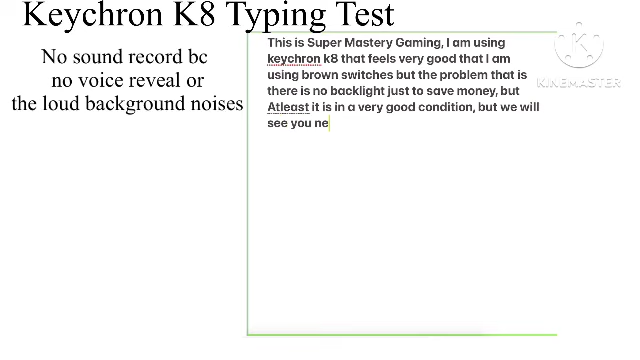 Keychron K8 Typing Test
No sound record bc
no voice reveal or
the loud background noises
This is Super Mastery Gaming, I am using
keychron k8 that feels very good that I am
using brown switches but the problem that is
there is no backlight just to save money, but
Atleast it is in a very good condition, but we will
see you ne
KINEMASTER